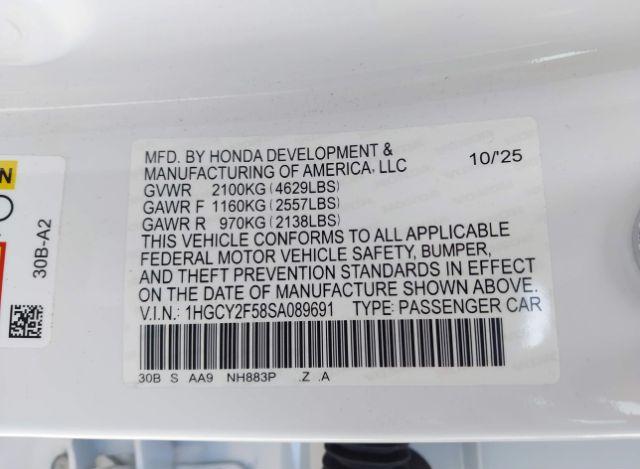 MFD. BY HONDA DEVELOPMENT &
MANUFACTURING OF AMERICA, LLC 10/'25
GVWR 2100KG (4629LBS)
GAWR F 1160KG (2557LBS)
GAWR R 970KG (2138LBS)
THIS VEHICLE CONFORMS TO ALL APPLICABLE
FEDERAL MOTOR VEHICLE SAFETY, BUMPER,
AND THEFT PREVENTION STANDARDS IN EFFECT
ON THE DATE OF MANUFACTURE SHOWN ABOVE.
V.I.N.: 1HGCY2F58SA089691 TYPE: PASSENGER CAR
30B S AA9 NH883P .Z .A
30B-A2